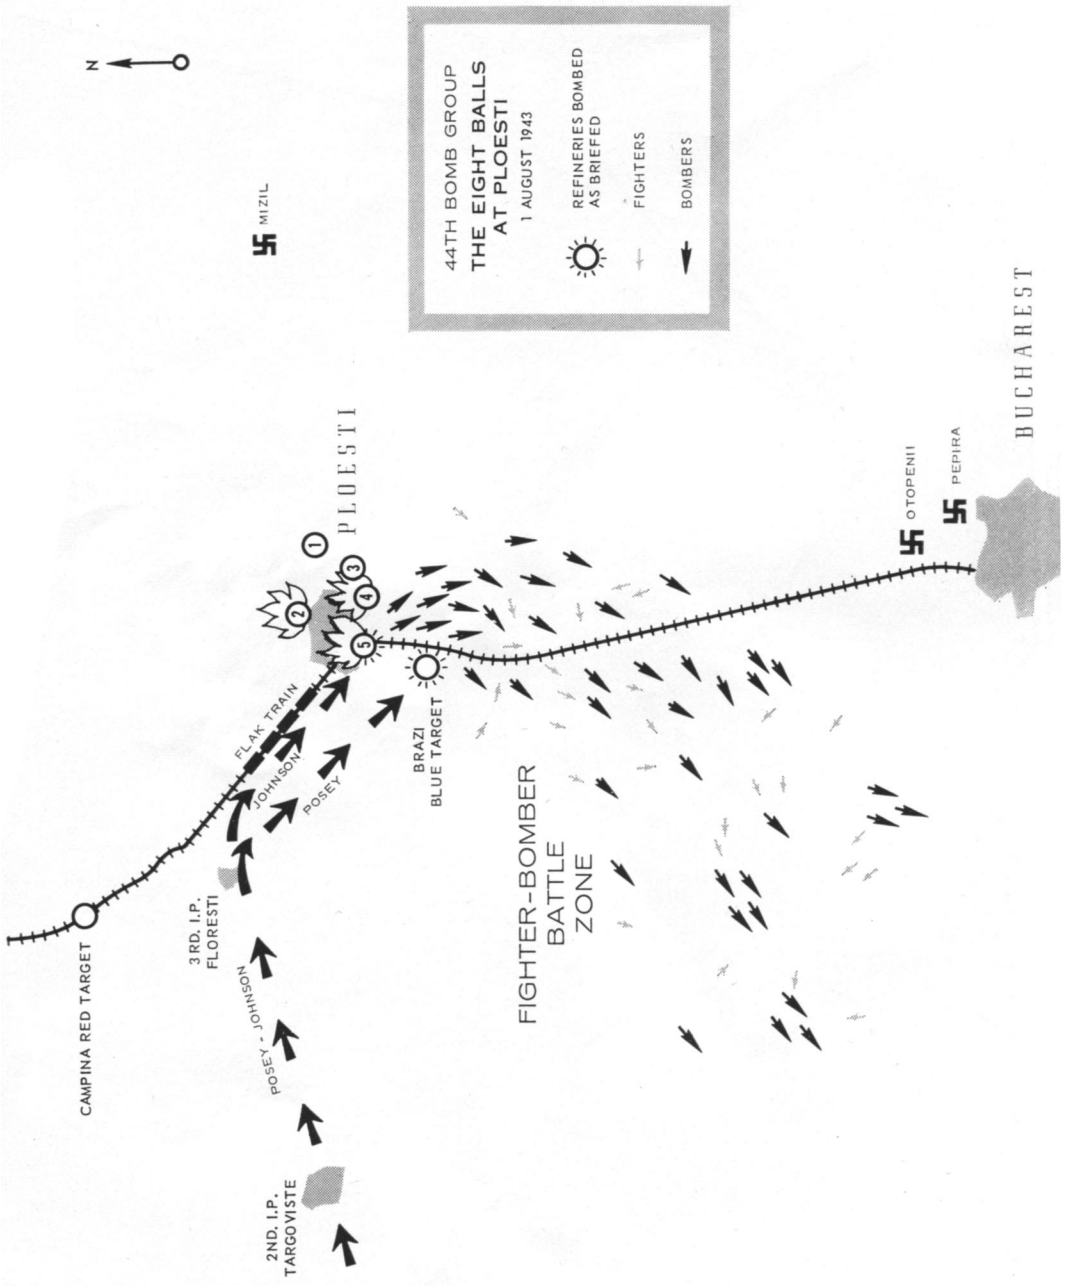 N
MIZIL
44TH BOMB GROUP
THE EIGHT BALLS
AT PLOESTI
1 AUGUST 1943
REFINERIES BOMBED
AS BRIEFED
FIGHTERS
BOMBERS
PLOESTI
BUCHAREST
OTOPENII
PEPIRA
1
2
3
4
5
FLAK TRAIN
JOHNSON
POSEY
BRAZI
BLUE TARGET
FIGHTER-BOMBER
BATTLE
ZONE
CAMPINA RED TARGET
3RD. I.P.
FLORESTI
POSEY - JOHNSON
2ND. I.P.
TARGOVISTE